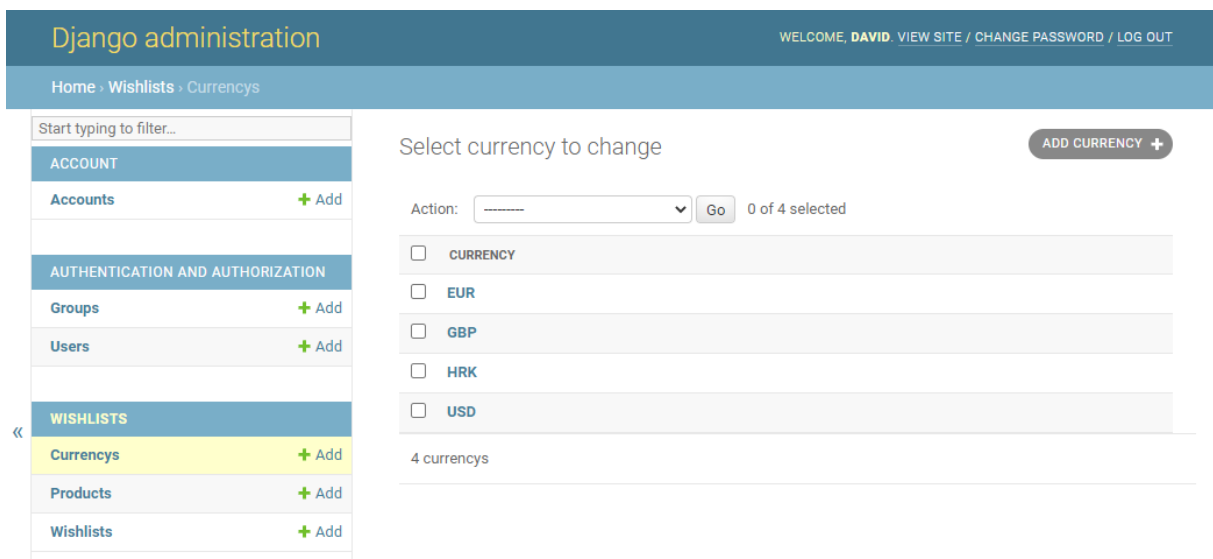 Django administration
WELCOME, DAVID. VIEW SITE / CHANGE PASSWORD / LOG OUT
Home › Wishlists › Currencys
Start typing to filter...
ACCOUNT
Accounts + Add
AUTHENTICATION AND AUTHORIZATION
Groups + Add
Users + Add
WISHLISTS
«
Currencys + Add
Products + Add
Wishlists + Add
Select currency to change
ADD CURRENCY +
Action: --------- Go 0 of 4 selected
CURRENCY
EUR
GBP
HRK
USD
4 currencys